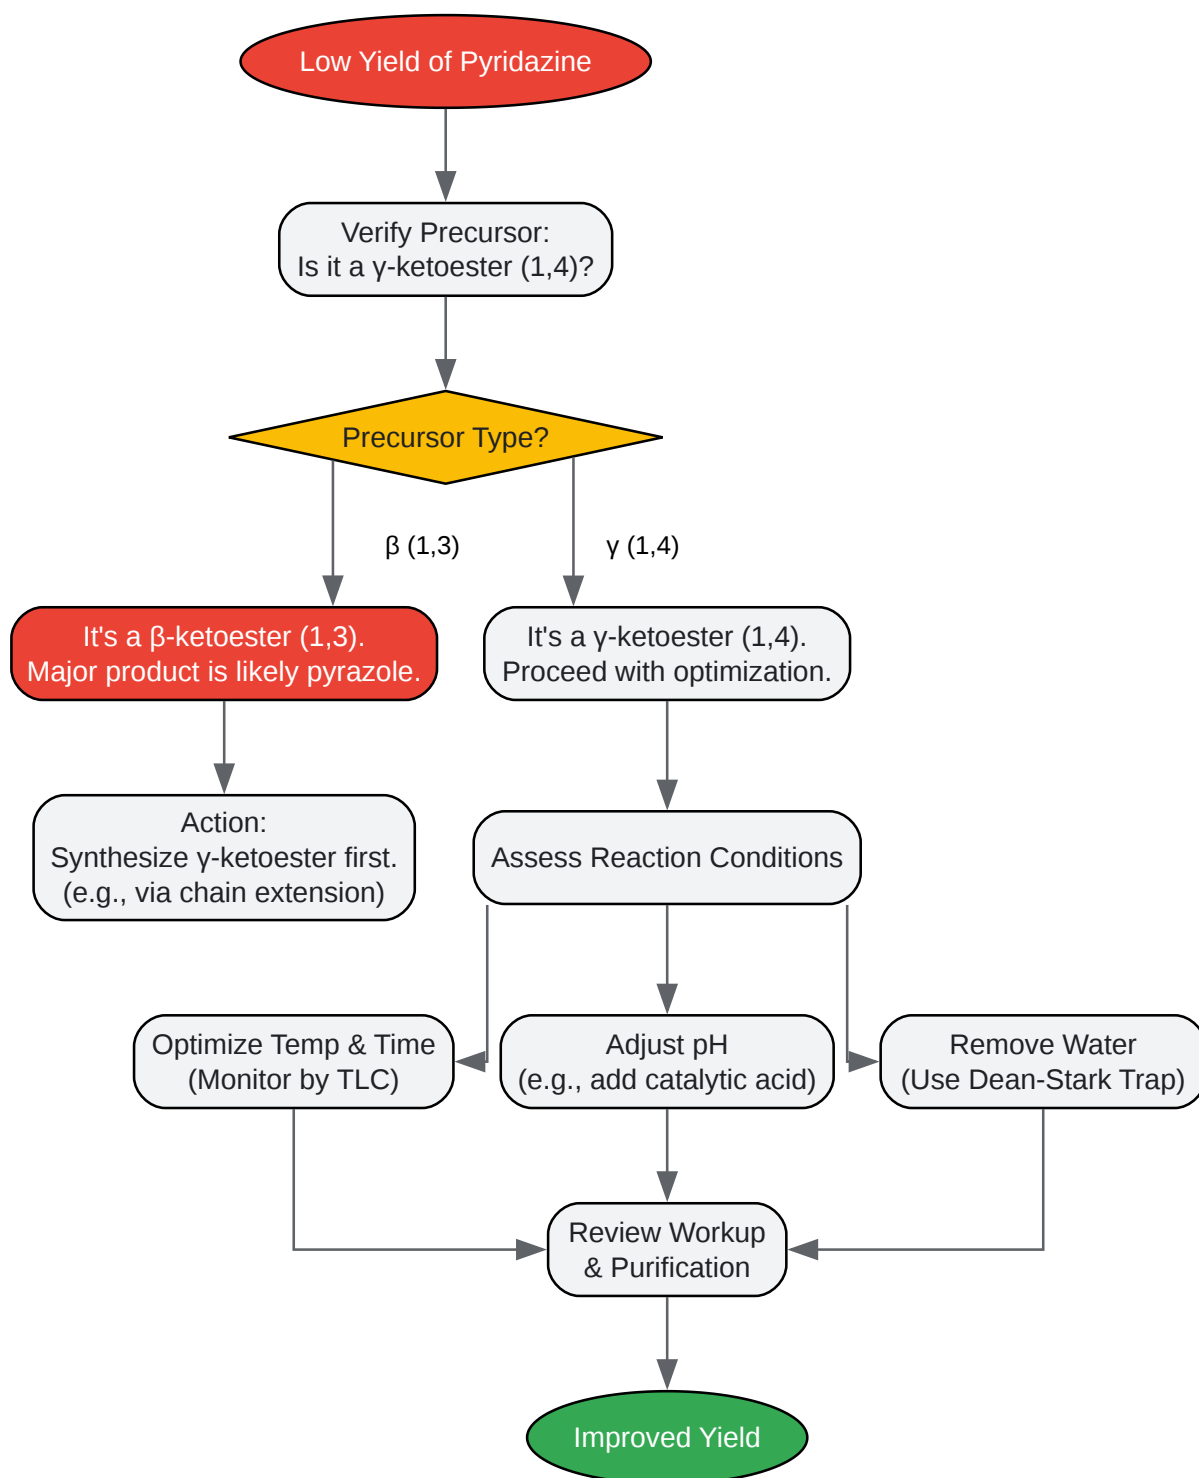 Low Yield of Pyridazine
Verify Precursor:
Is it a γ-ketoester (1,4)?
Precursor Type?
β (1,3)
γ (1,4)
It's a β-ketoester (1,3).
Major product is likely pyrazole.
It's a γ-ketoester (1,4).
Proceed with optimization.
Action:
Synthesize γ-ketoester first.
(e.g., via chain extension)
Assess Reaction Conditions
Optimize Temp & Time
(Monitor by TLC)
Adjust pH
(e.g., add catalytic acid)
Remove Water
(Use Dean-Stark Trap)
Review Workup
& Purification
Improved Yield